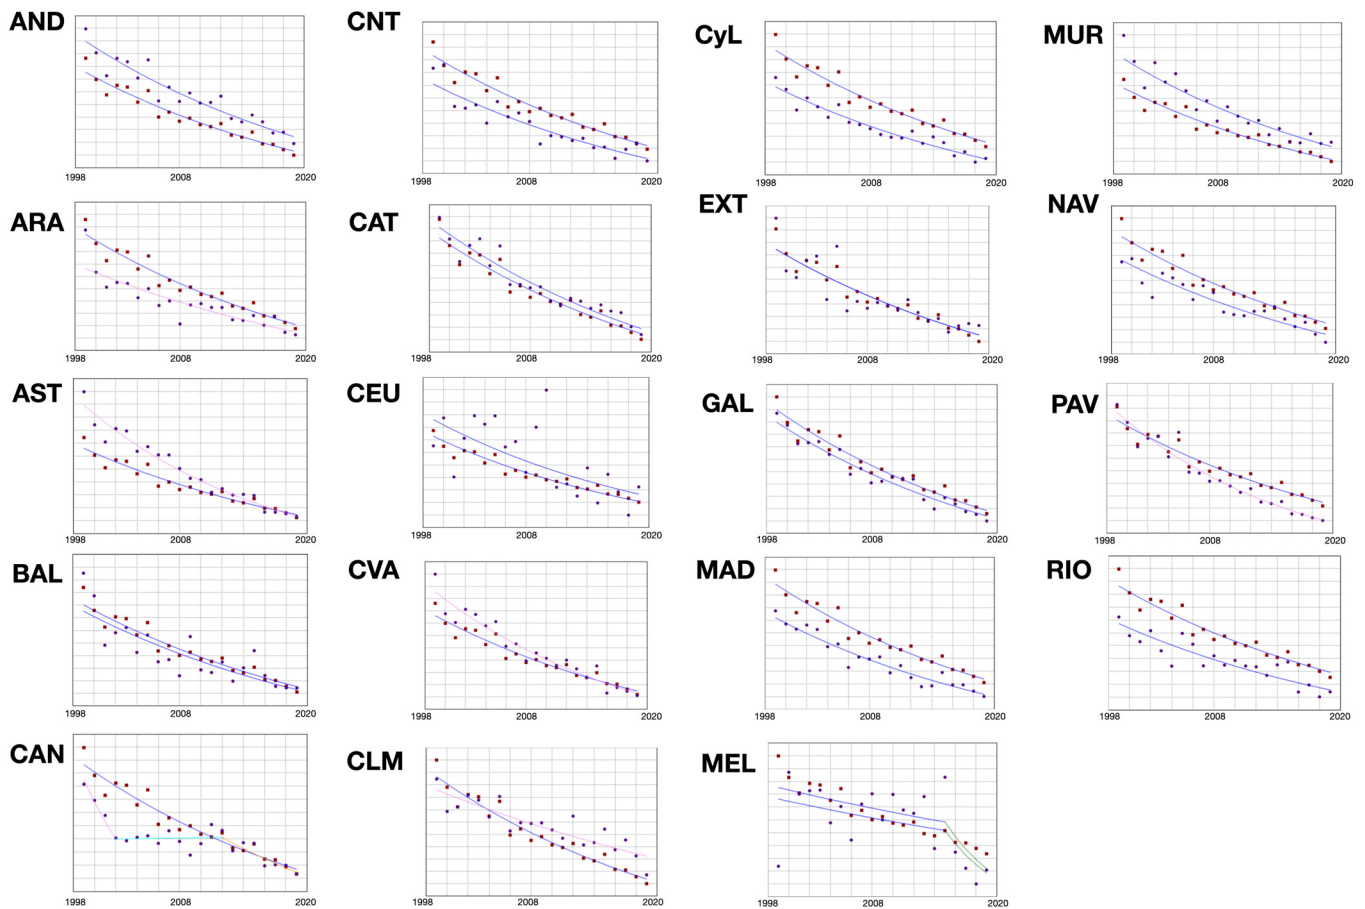 AND
1998 2008 2020
CNT
1998 2008 2020
CyL
1998 2008 2020
MUR
1998 2008 2020
ARA
1998 2008 2020
CAT
1998 2008 2020
EXT
1998 2008 2020
NAV
1998 2008 2020
AST
1998 2008 2020
CEU
1998 2008 2020
GAL
1998 2008 2020
PAV
1998 2008 2020
BAL
1998 2008 2020
CVA
1998 2008 2020
MAD
1998 2008 2020
RIO
1998 2008 2020
CAN
1998 2008 2020
CLM
1998 2008 2020
MEL
1998 2008 2020